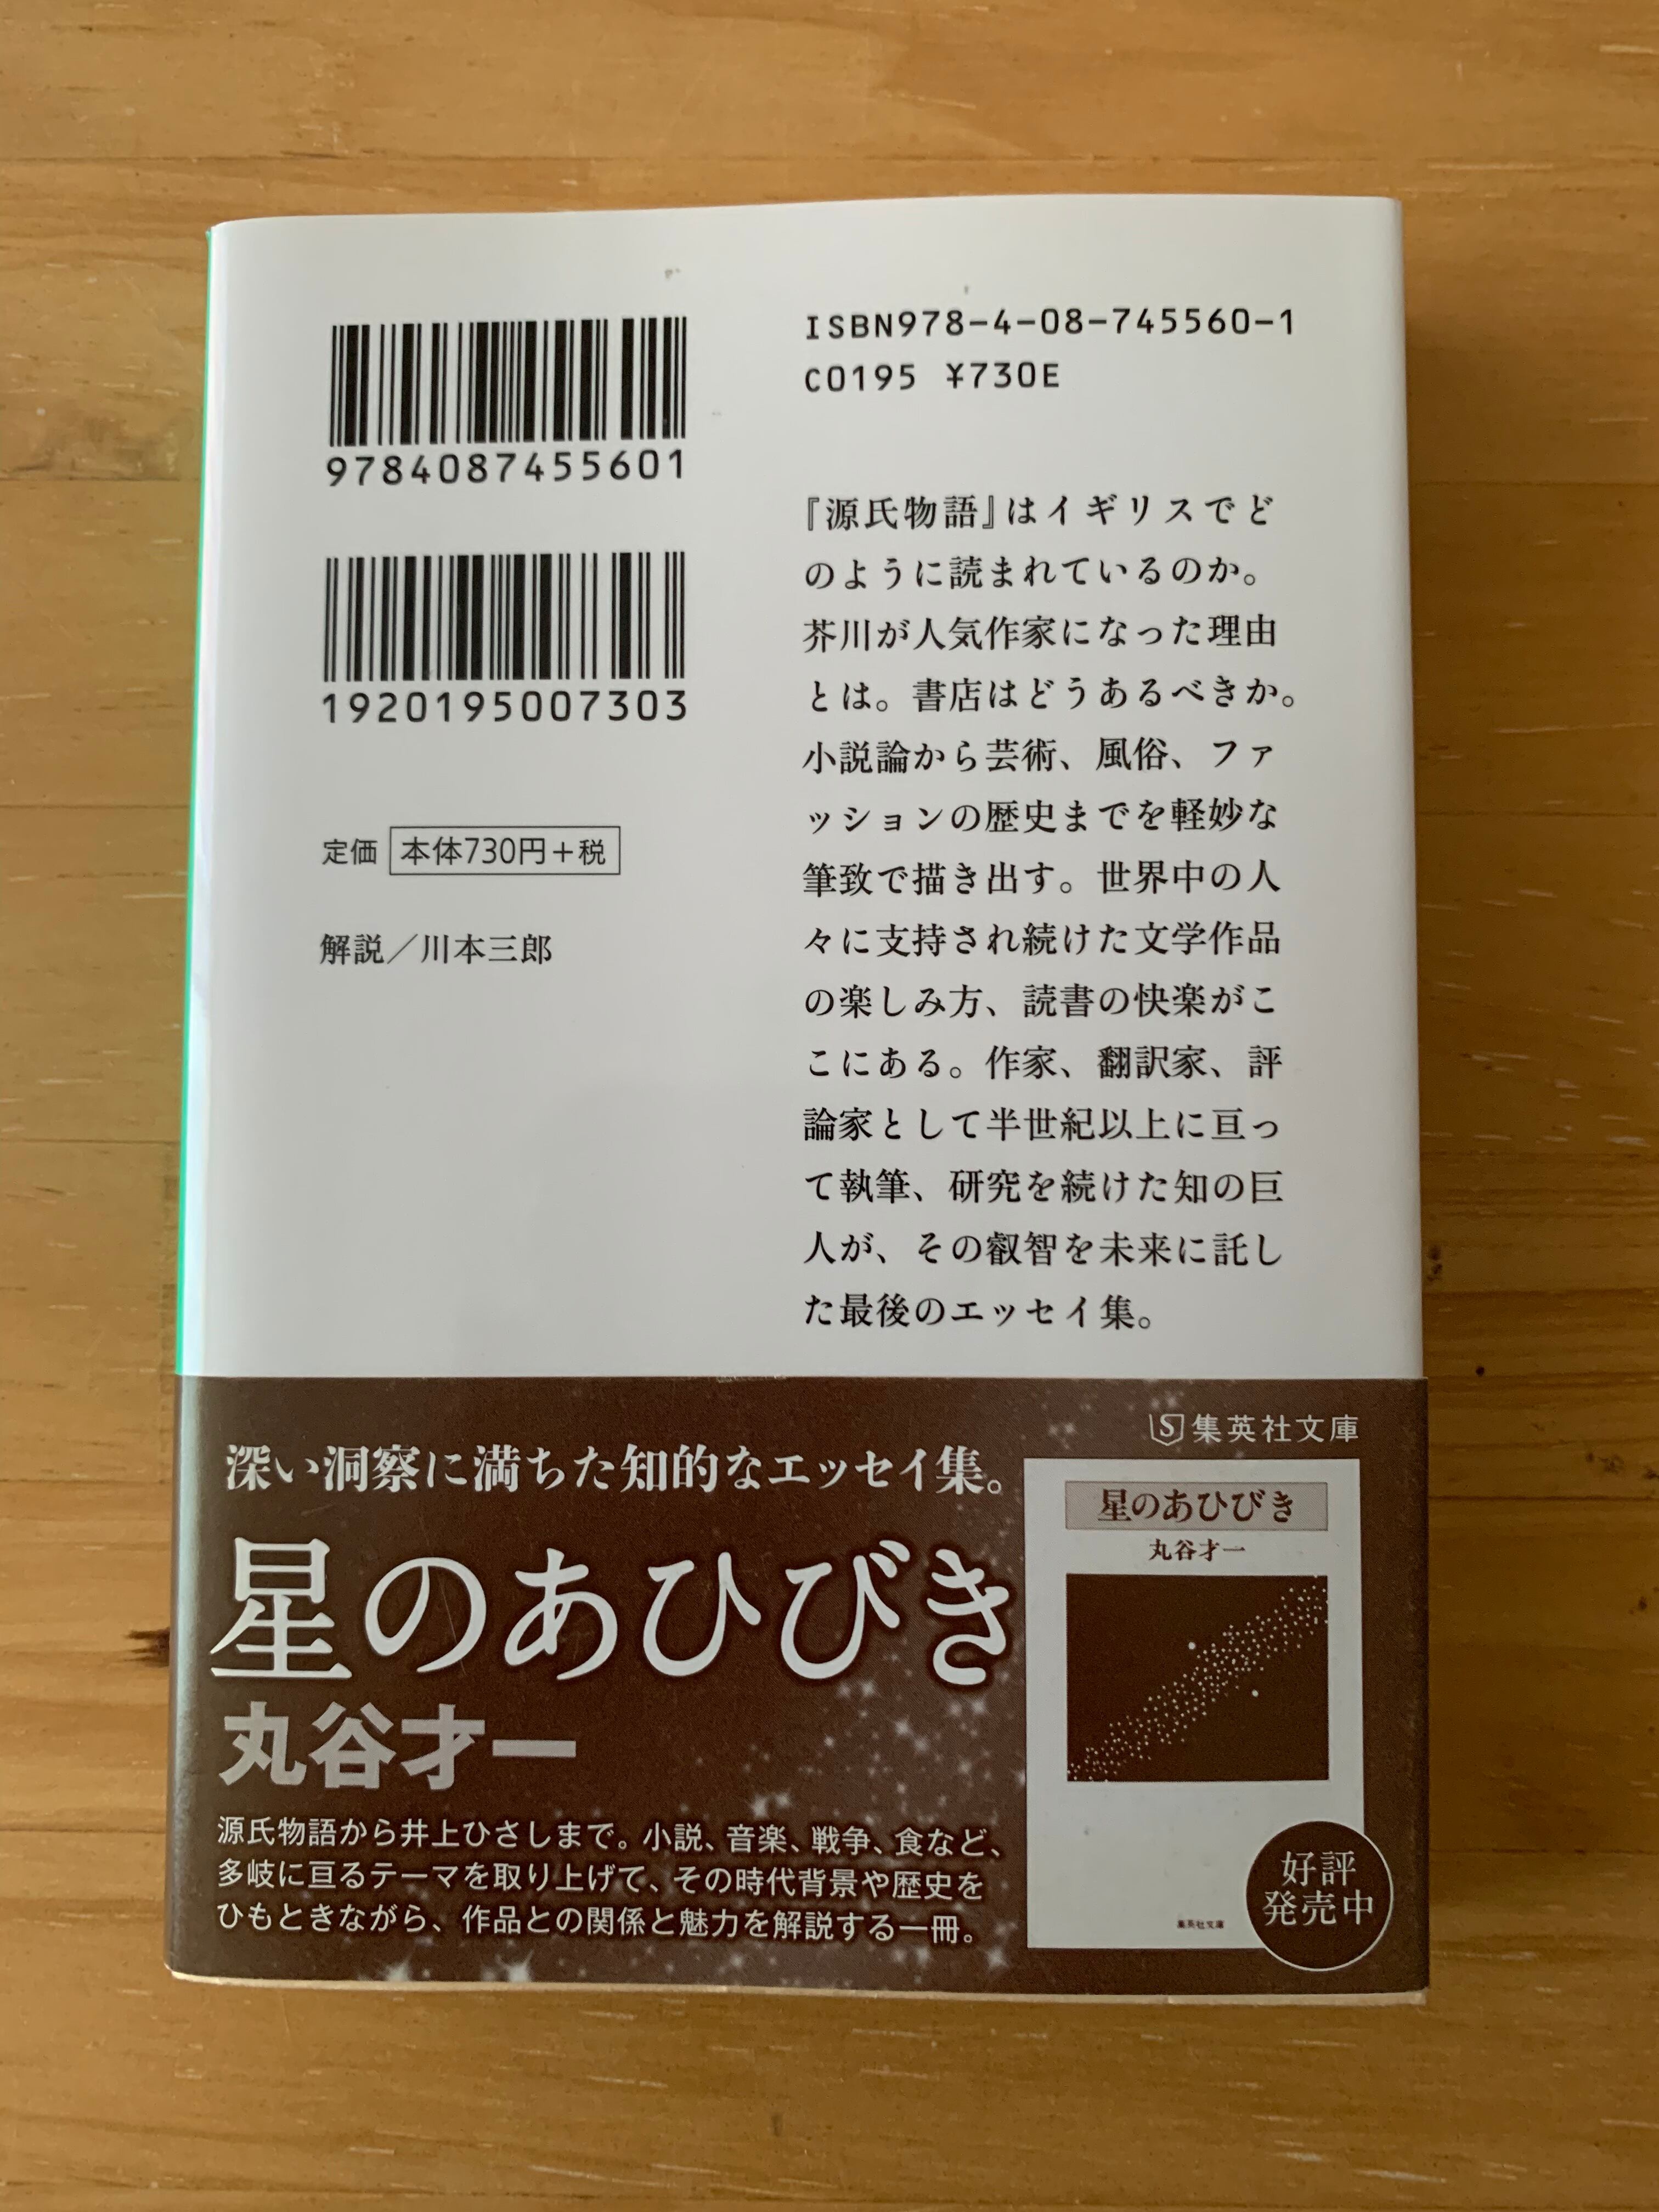 9784087455601
1920195007303
定価 本体730円＋税
解説／川本三郎
ISBN978-4-08-745560-1
C0195 ¥730E
『源氏物語』はイギリスでど
のように読まれているのか。
芥川が人気作家になった理由
とは。書店はどうあるべきか。
小説論から芸術、風俗、ファ
ッションの歴史までを軽妙な
筆致で描き出す。世界中の人
々に支持され続けた文学作品
の楽しみ方、読書の快楽がこ
こにある。作家、翻訳家、評
論家として半世紀以上に亘っ
て執筆、研究を続けた知の巨
人が、その叡智を未来に託し
た最後のエッセイ集。
深い洞察に満ちた知的なエッセイ集。
星のあひびき
丸谷才一
源氏物語から井上ひさしまで。小説、音楽、戦争、食など、
多岐に亘るテーマを取り上げて、その時代背景や歴史を
ひもときながら、作品との関係と魅力を解説する一冊。
S 集英社文庫
星のあひびき
丸谷才一
集英社文庫
好評
発売中